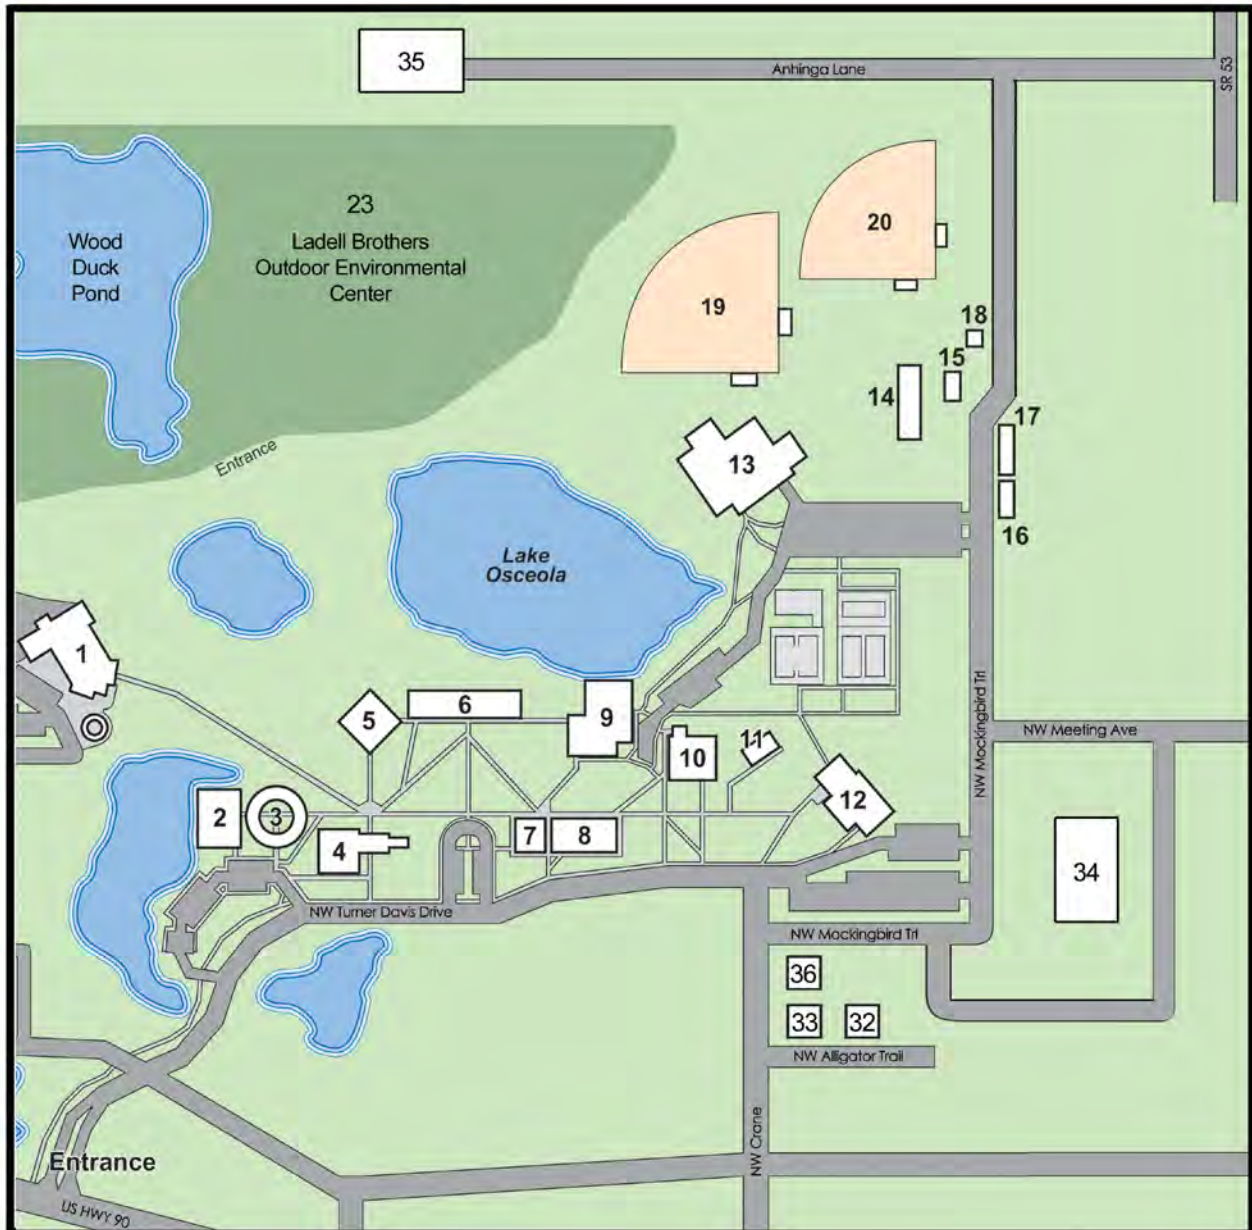 35
Anhinga Lane
SR 53
23
Ladell Brothers
Outdoor Environmental
Center
Wood
Duck
Pond
20
19
18
15
14
17
Entrance
13
16
Lake
Osceola
1
6
5
9
11
10
NW Meeting Ave
NW Mockingbird Trl
12
2
3
7
8
4
34
NW Turner Davis Drive
NW Mockingbird Trl
36
33
32
NW Alligator Trail
NW Crane
Entrance
US HWY 90